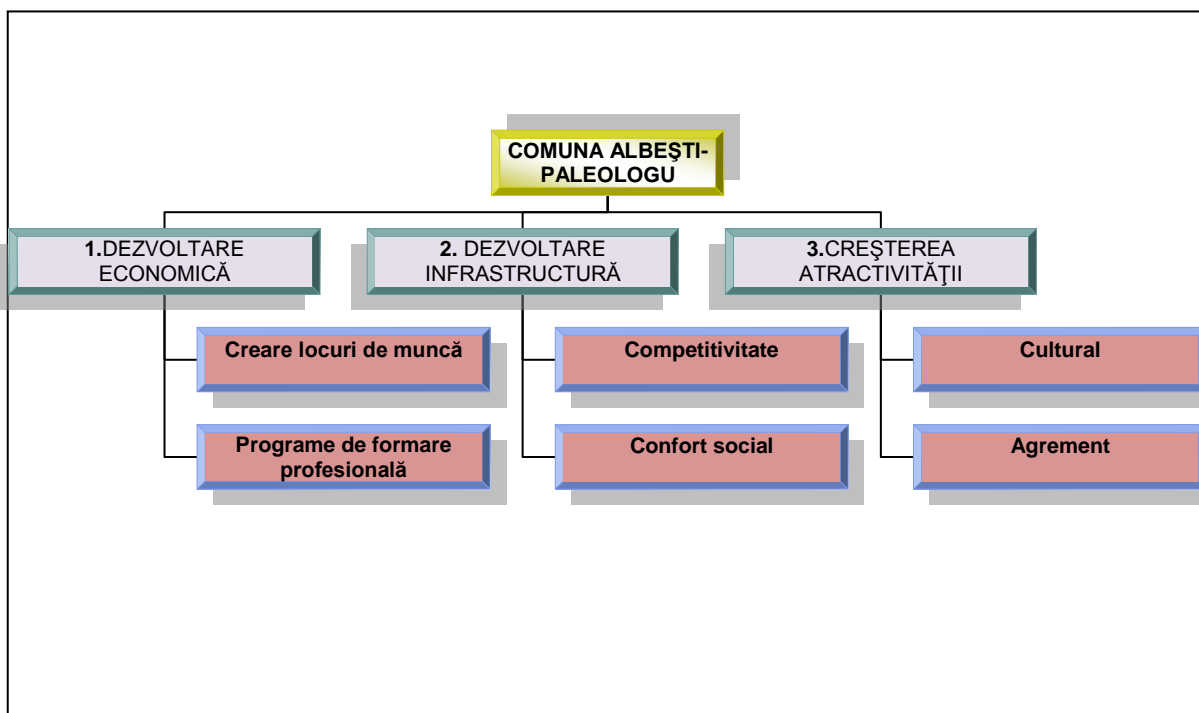 COMUNA ALBEŞTI-
PALEOLOGU
1.DEZVOLTARE
ECONOMICĂ
2. DEZVOLTARE
INFRASTRUCTURĂ
3.CREŞTEREA
ATRACTIVITĂŢII
Creare locuri de muncă
Competitivitate
Cultural
Programe de formare
profesională
Confort social
Agrement